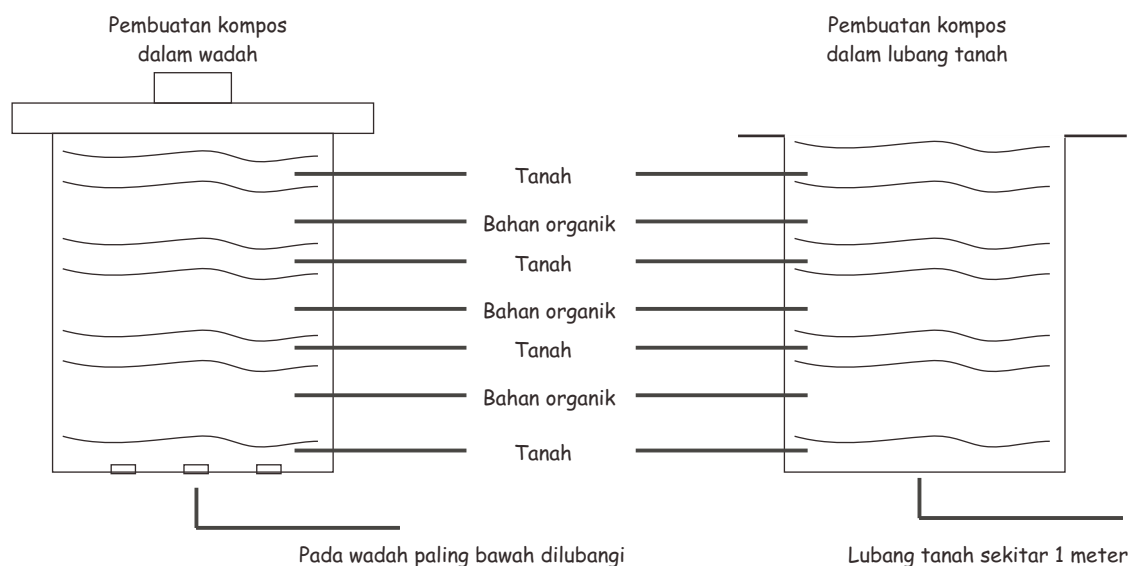 Pembuatan kompos
dalam wadah
Pembuatan kompos
dalam lubang tanah
Tanah
Bahan organik
Tanah
Bahan organik
Tanah
Bahan organik
Tanah
Pada wadah paling bawah dilubangi
Lubang tanah sekitar 1 meter